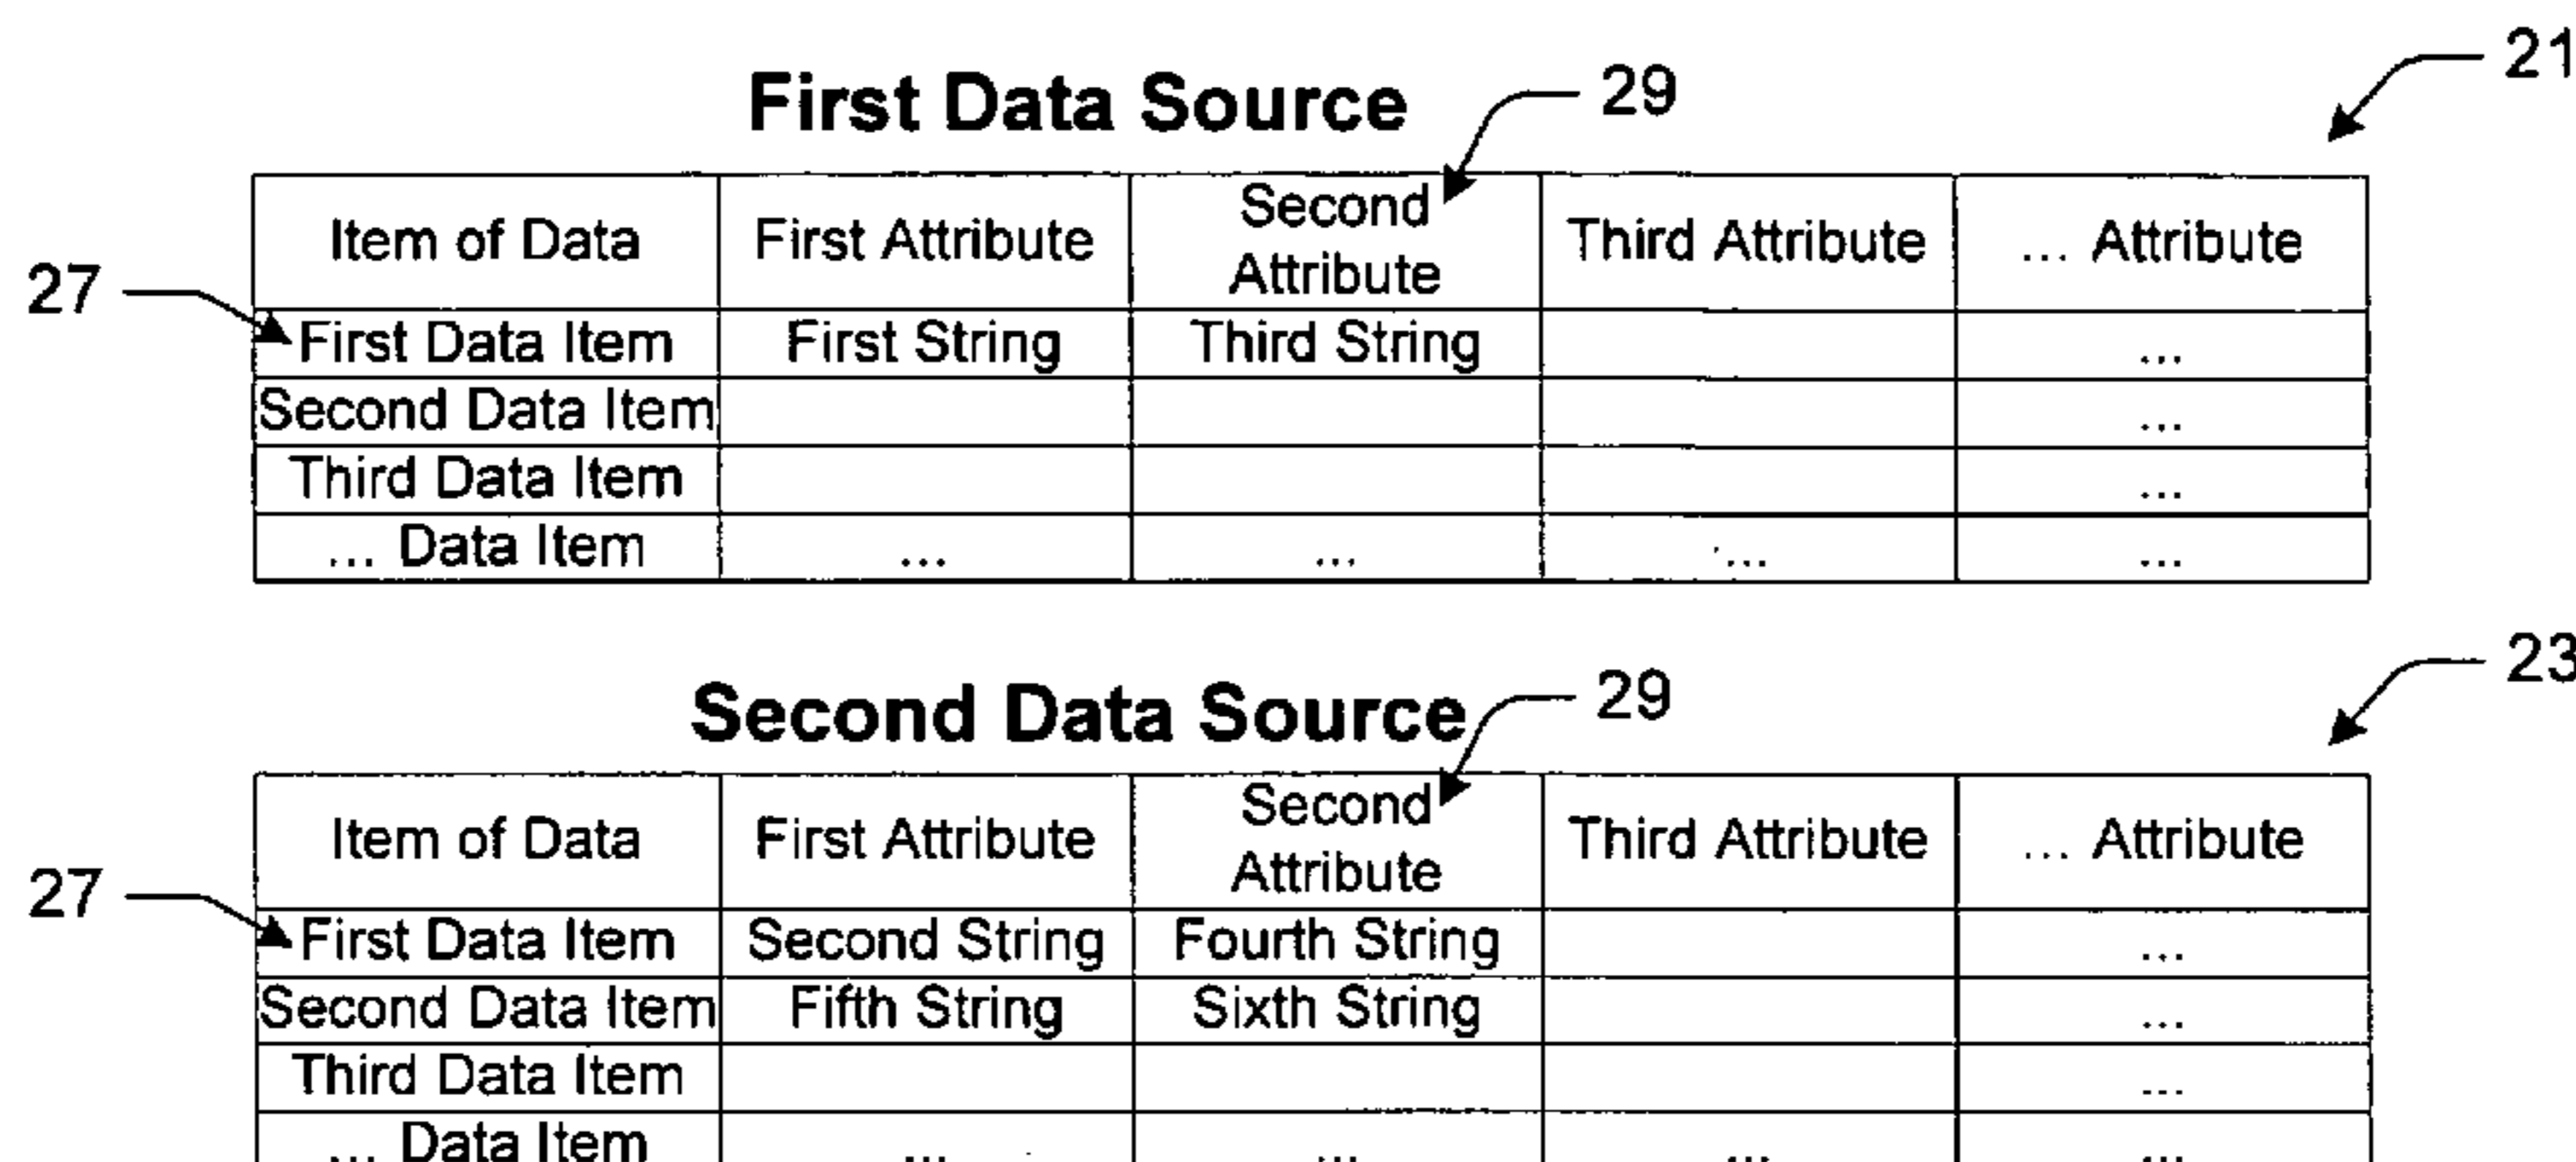 21
First Data Source 29
Item of Data First Attribute Second Attribute Third Attribute ... Attribute
27
First Data Item First String Third String ...
Second Data Item ...
Third Data Item ...
... Data Item ... ... ... ...
23
Second Data Source 29
Item of Data First Attribute Second Attribute Third Attribute ... Attribute
27
First Data Item Second String Fourth String ...
Second Data Item Fifth String Sixth String ...
Third Data Item ...
... Data Item ... ... ... ...